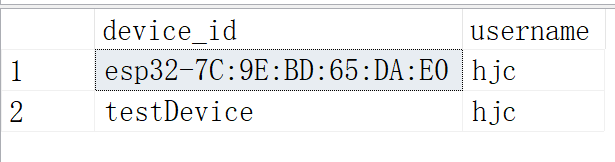 device_id username
1 esp32-7C:9E:BD:65:DA:E0 hjc
2 testDevice hjc